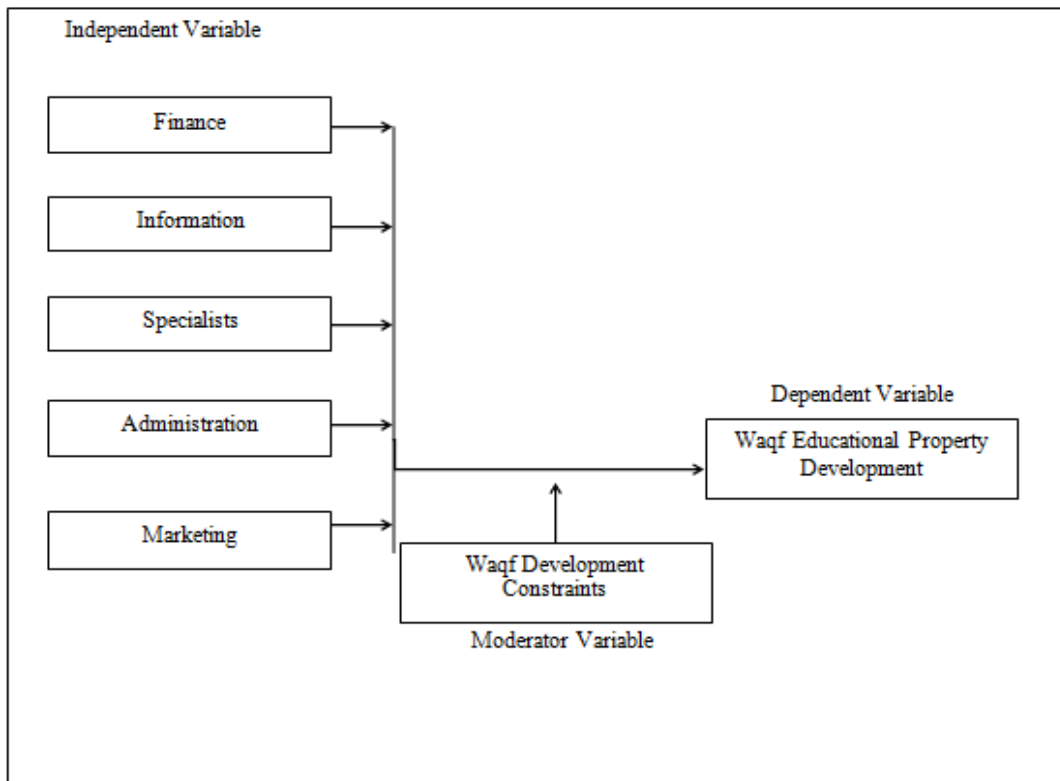 Independent Variable
Finance
Information
Specialists
Administration
Marketing
Dependent Variable
Waqf Educational Property
Development
Waqf Development
Constraints
Moderator Variable